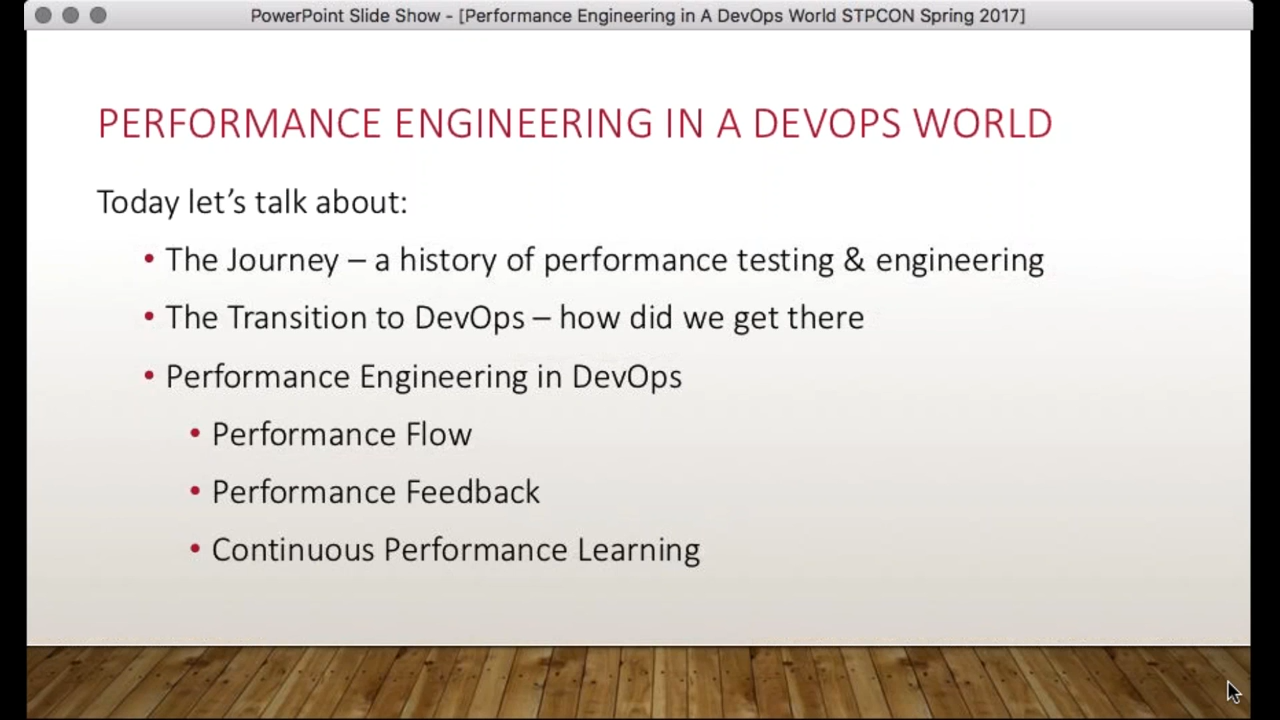 PowerPoint Slide Show - [Performance Engineering in A DevOps World STPCON Spring 2017]
PERFORMANCE ENGINEERING IN A DEVOPS WORLD
Today let’s talk about:
• The Journey – a history of performance testing & engineering
• The Transition to DevOps – how did we get there
• Performance Engineering in DevOps
• Performance Flow
• Performance Feedback
• Continuous Performance Learning